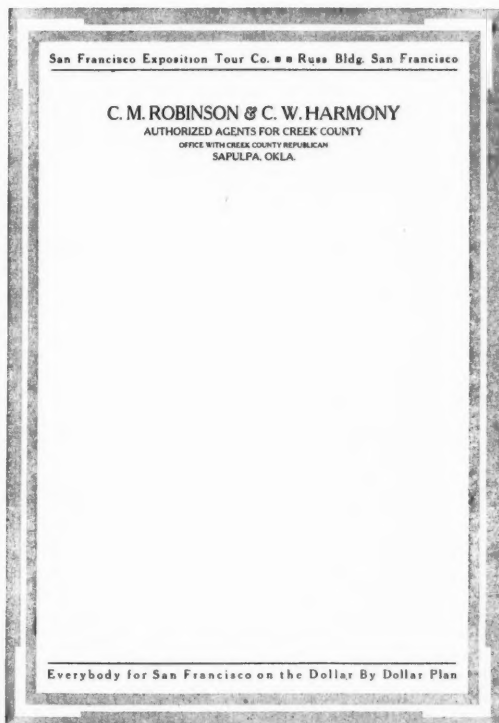 San Francisco Exposition Tour Co. ■ ■ Russ Bldg. San Francisco
C. M. ROBINSON & C. W. HARMONY
AUTHORIZED AGENTS FOR CREEK COUNTY
OFFICE WITH CREEK COUNTY REPUBLICAN
SAPULPA, OKLA.
Everybody for San Francisco on the Dollar By Dollar Plan